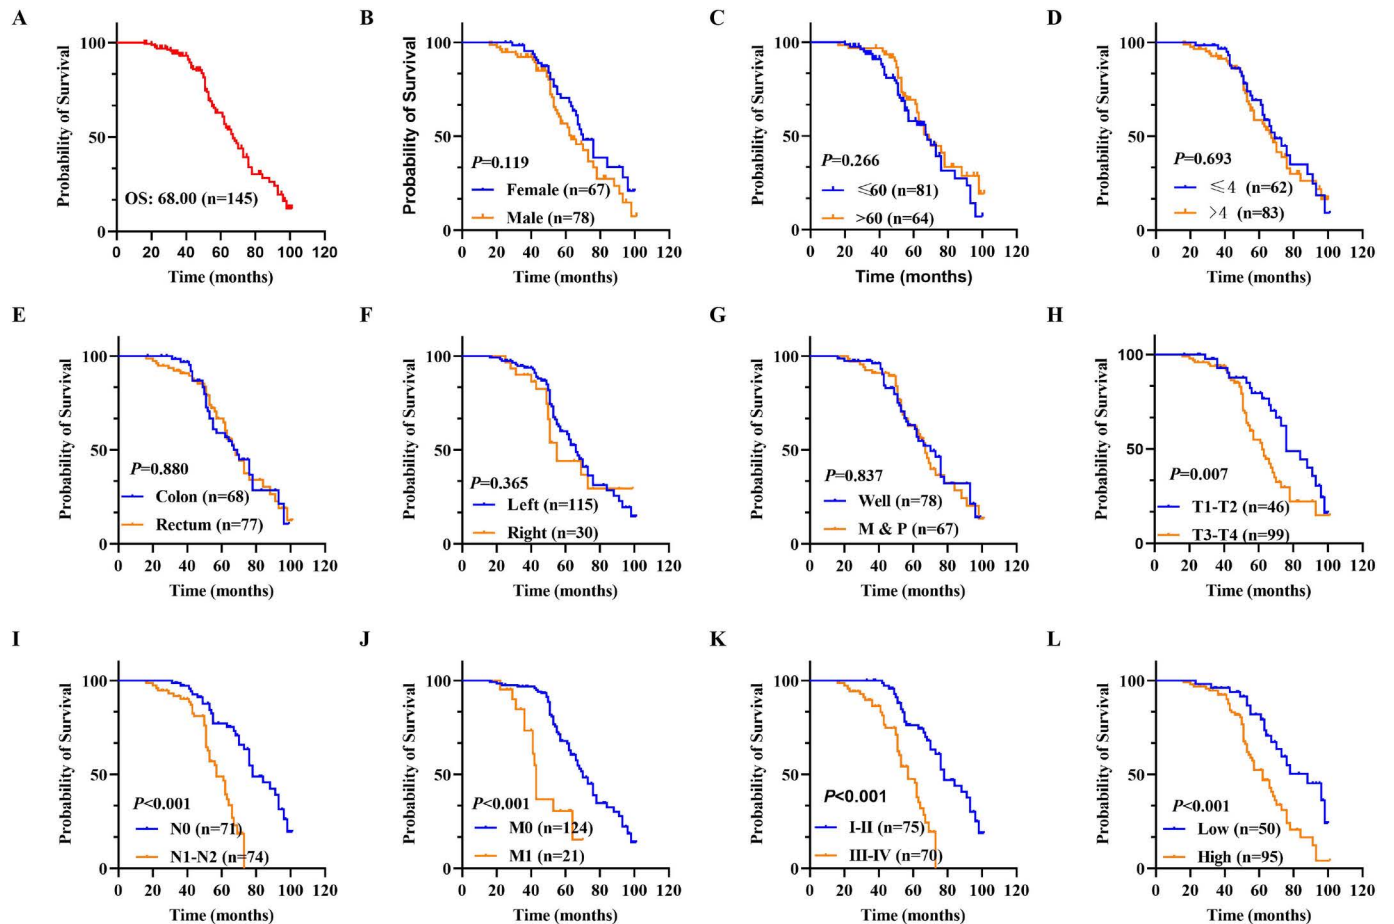 A
Probability of Survival
100
50
0
OS: 68.00 (n=145)
0 20 40 60 80 100 120
Time (months)
B
Probability of Survival
100
50
0
P=0.119
Female (n=67)
Male (n=78)
0 20 40 60 80 100 120
Time (months)
C
Probability of Survival
100
50
0
P=0.266
≤60 (n=81)
>60 (n=64)
0 20 40 60 80 100 120
Time (months)
D
Probability of Survival
100
50
0
P=0.693
≤4 (n=62)
>4 (n=83)
0 20 40 60 80 100 120
Time (months)
E
Probability of Survival
100
50
0
P=0.880
Colon (n=68)
Rectum (n=77)
0 20 40 60 80 100 120
Time (months)
F
Probability of Survival
100
50
0
P=0.365
Left (n=115)
Right (n=30)
0 20 40 60 80 100 120
Time (months)
G
Probability of Survival
100
50
0
P=0.837
Well (n=78)
M & P (n=67)
0 20 40 60 80 100 120
Time (months)
H
Probability of Survival
100
50
0
P=0.007
T1-T2 (n=46)
T3-T4 (n=99)
0 20 40 60 80 100 120
Time (months)
I
Probability of Survival
100
50
0
P<0.001
N0 (n=71)
N1-N2 (n=74)
0 20 40 60 80 100 120
Time (months)
J
Probability of Survival
100
50
0
P<0.001
M0 (n=124)
M1 (n=21)
0 20 40 60 80 100 120
Time (months)
K
Probability of Survival
100
50
0
P<0.001
I-II (n=75)
III-IV (n=70)
0 20 40 60 80 100 120
Time (months)
L
Probability of Survival
100
50
0
P<0.001
Low (n=50)
High (n=95)
0 20 40 60 80 100 120
Time (months)